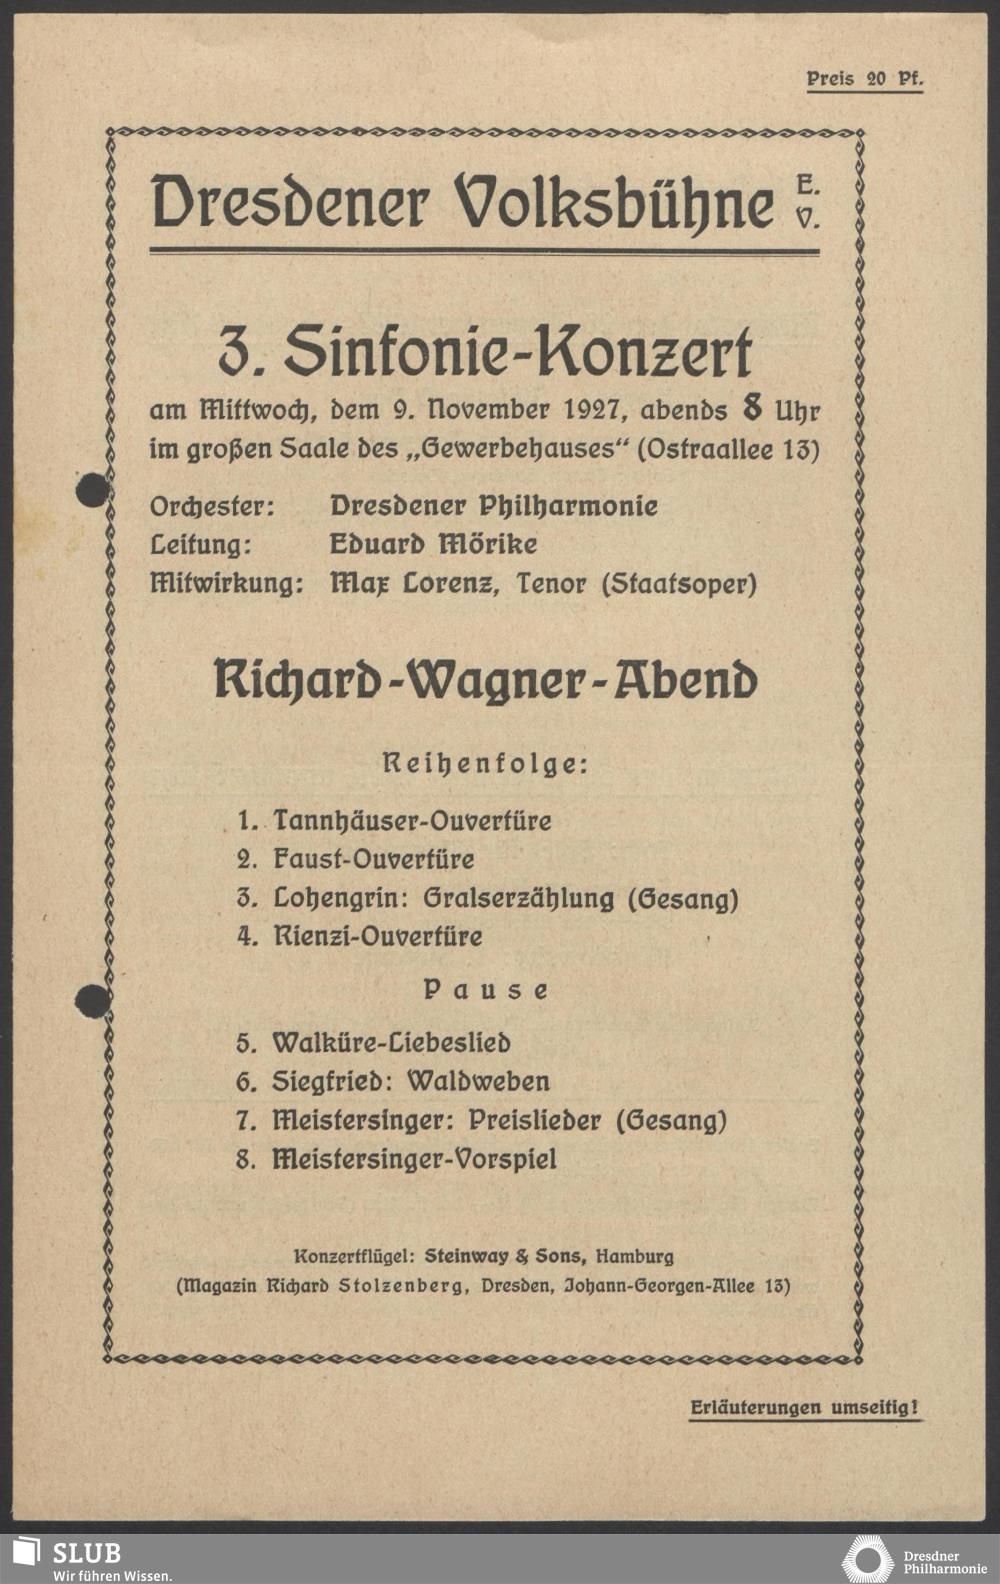 Preis 20 Pf.
Dresdener Volksbühne E. V.
3. Sinfonie-Konzert
am Mittwoch, dem 9. November 1927, abends 8 Uhr
im großen Saale des „Gewerbehauses“ (Ostraallee 13)
Orchester: Dresdener Philharmonie
Leitung: Eduard Mörike
Mitwirkung: Max Lorenz, Tenor (Staatsoper)
Richard-Wagner-Abend
Reihenfolge:
1. Tannhäuser-Ouvertüre
2. Faust-Ouvertüre
3. Lohengrin: Gralserzählung (Gesang)
4. Rienzi-Ouvertüre
Pause
5. Walküre-Liebeslied
6. Siegfried: Waldweben
7. Meistersinger: Preislieder (Gesang)
8. Meistersinger-Vorspiel
Konzertflügel: Steinway & Sons, Hamburg
(Magazin Richard Stolzenberg, Dresden, Johann-Georgen-Allee 13)
Erläuterungen umseitig!
SLUB
Wir führen Wissen.
Dresdner
Philharmonie